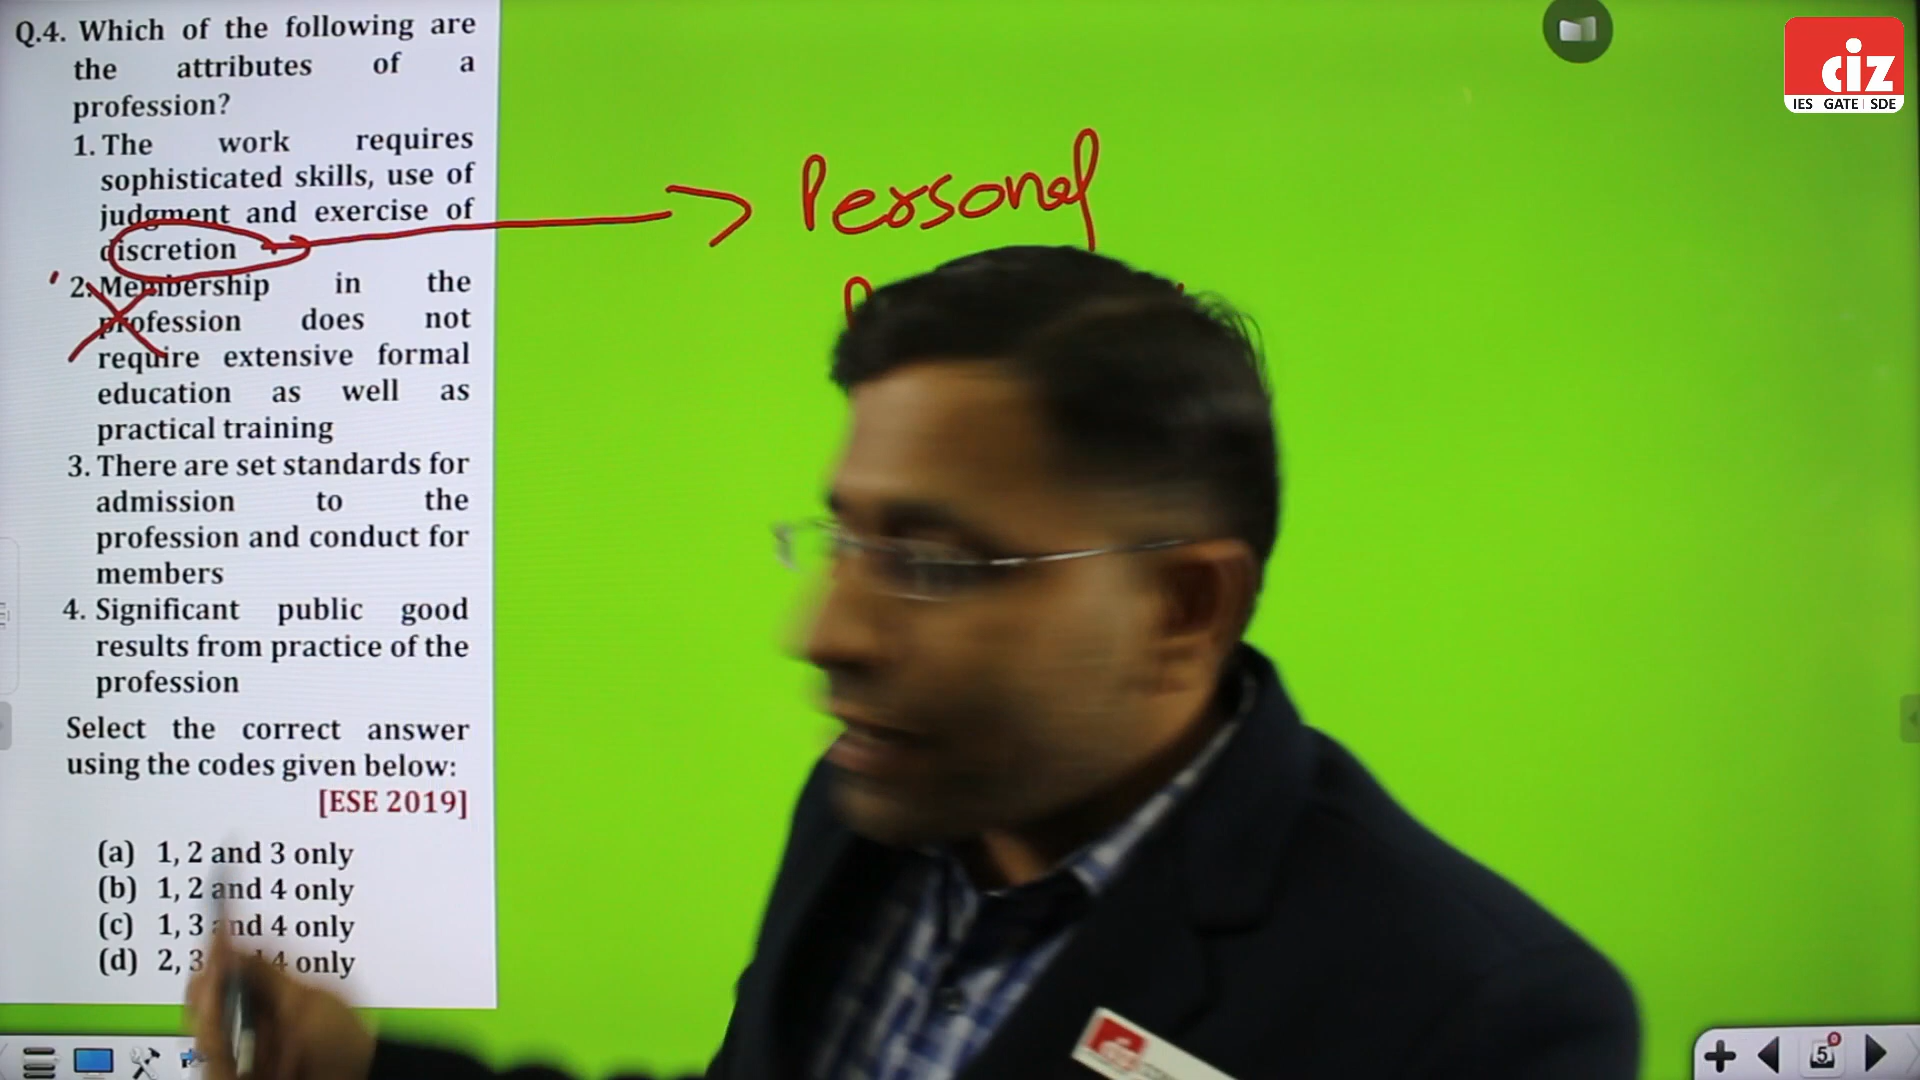 Q.4. Which of the following are
the attributes of a
profession?
1. The work requires
sophisticated skills, use of
judgment and exercise of
discretion
2. Membership in the
profession does not
require extensive formal
education as well as
practical training
3. There are set standards for
admission to the
profession and conduct for
members
4. Significant public good
results from practice of the
profession
Select the correct answer
using the codes given below:
[ESE 2019]
(a) 1, 2 and 3 only
(b) 1, 2 and 4 only
(c) 1, 3 and 4 only
(d) 2, 3 4 only
Personal
ciz
IES GATE SDE
ciz
5
0